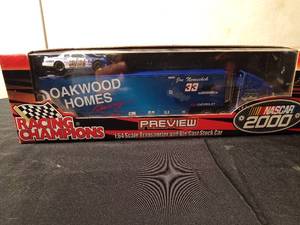 OAKWOOD
HOMES
Joe Nemechek
33
CHEVROLET
RACING
CHAMPIONS
PREVIEW
NASCAR
2000
1:64 Scale Transporter and Die Cast Stock Car